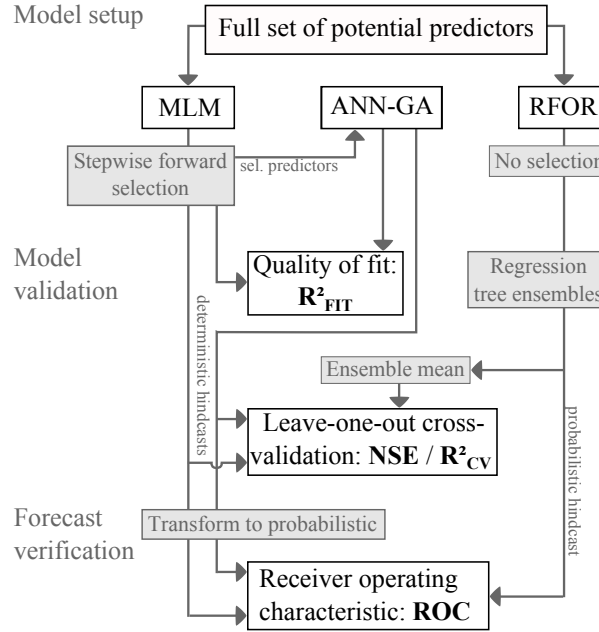 Model setup
Full set of potential predictors
MLM
ANN-GA
RFOR
Stepwise forward
selection
sel. predictors
No selection
Model
validation
Quality of fit:
R²FIT
Regression
tree ensembles
deterministic hindcasts
Ensemble mean
Leave-one-out cross-
validation: NSE / R²CV
probabilistic hindcast
Forecast
verification
Transform to probabilistic
Receiver operating
characteristic: ROC